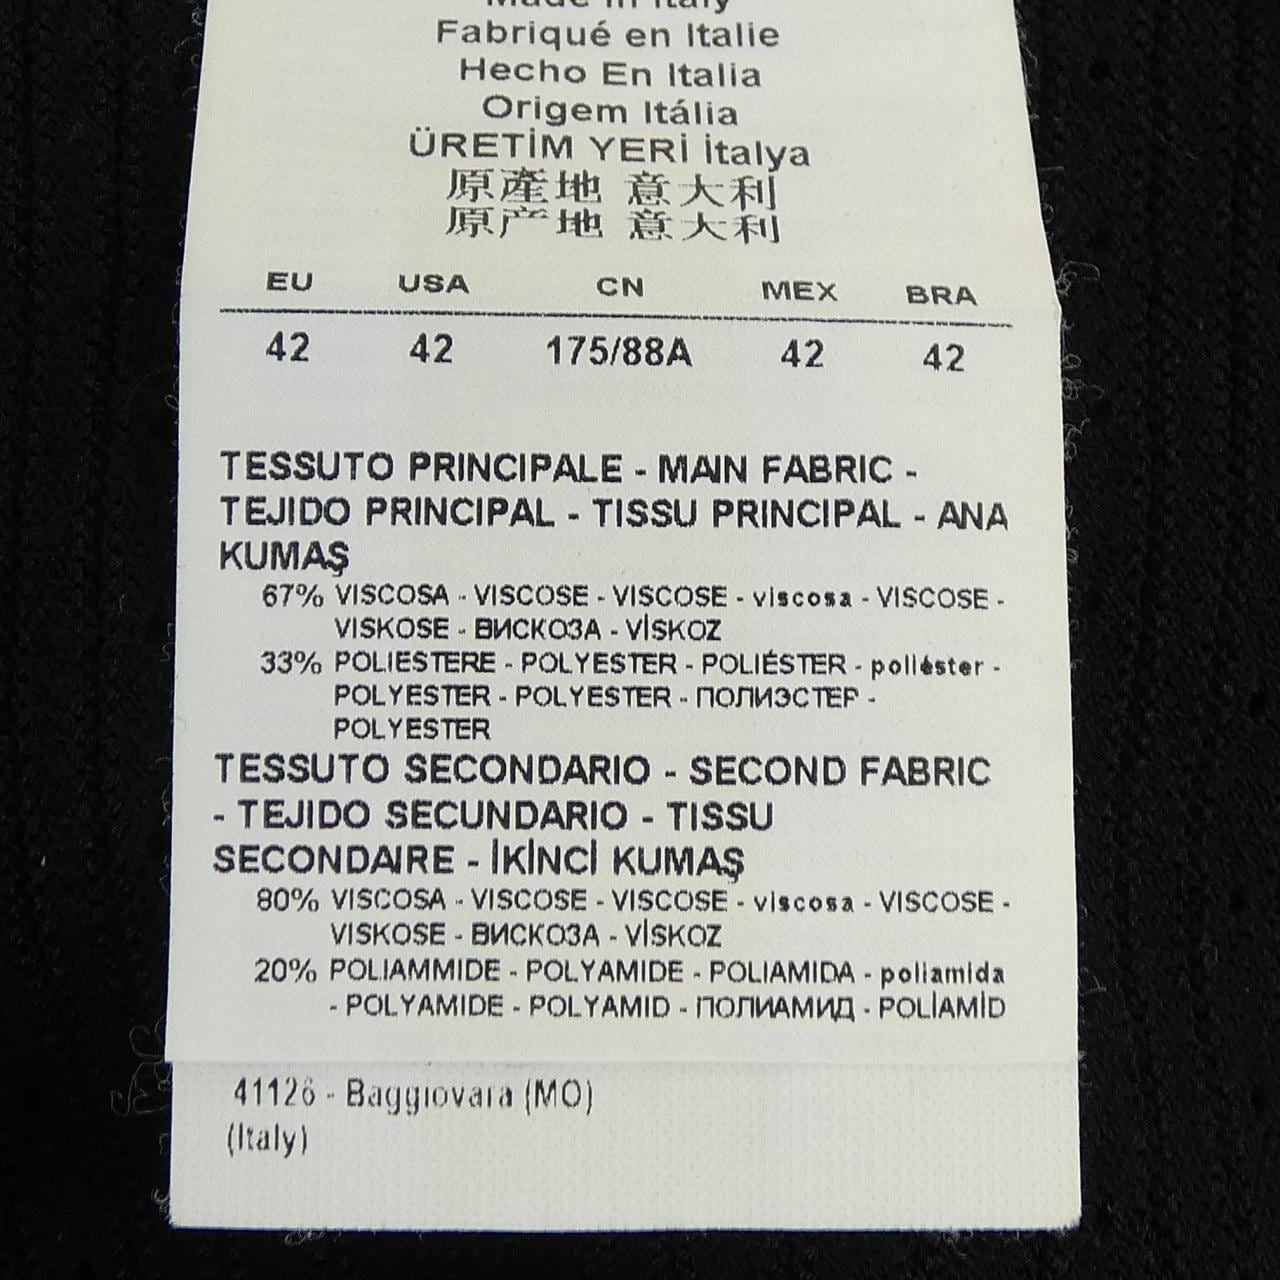 Made in Italy
Fabriqué en Italie
Hecho En Italia
Origem Itália
ÜRETİM YERİ İtalya
原產地 意大利
原产地 意大利
EU USA CN MEX BRA
42 42 175/88A 42 42
TESSUTO PRINCIPALE - MAIN FABRIC -
TEJIDO PRINCIPAL - TISSU PRINCIPAL - ANA
KUMAŞ
67% VISCOSA - VISCOSE - VISCOSE - viscosa - VISCOSE -
VISKOSE - ВИСКОЗА - VİSKOZ
33% POLIESTERE - POLYESTER - POLIÉSTER - poliéster -
POLYESTER - POLYESTER - ПОЛИЭСТЕР -
POLYESTER
TESSUTO SECONDARIO - SECOND FABRIC
- TEJIDO SECUNDARIO - TISSU
SECONDAIRE - İKİNCİ KUMAŞ
80% VISCOSA - VISCOSE - VISCOSE - viscosa - VISCOSE -
VISKOSE - ВИСКОЗА - VİSKOZ
20% POLIAMMIDE - POLYAMIDE - POLIAMIDA - poliamida
- POLYAMIDE - POLYAMID - ПОЛИАМИД - POLİAMİD
41126 - Baggiovara (MO)
(Italy)